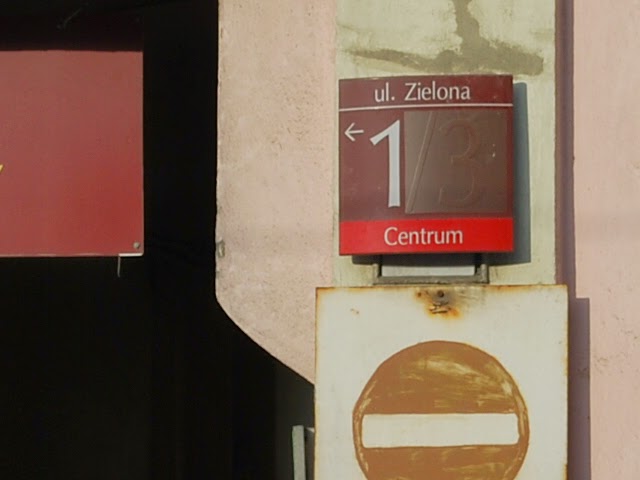 ul. Zielona
← 1/3
Centrum